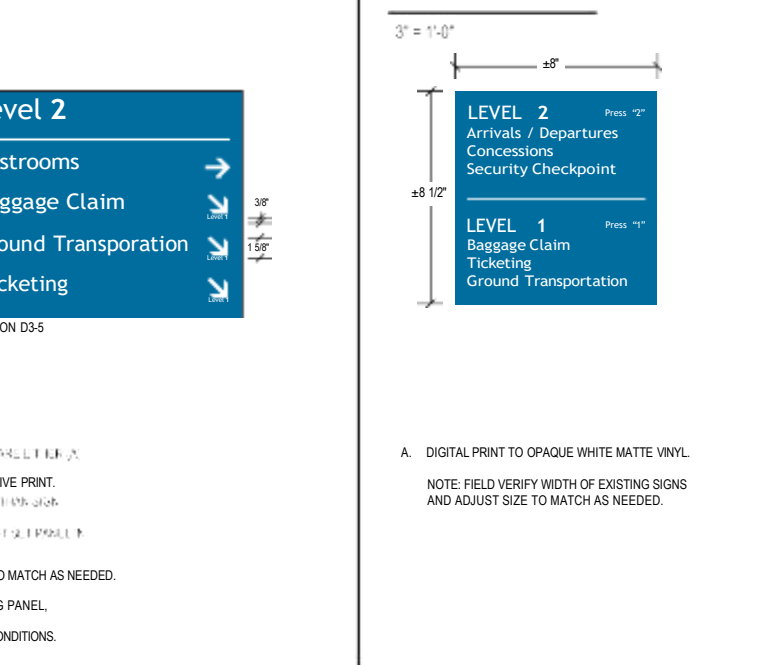 evel 2
strooms
ggage Claim
Level 1
ound Transporation
Level 1
cketing
Level 1
3/8"
1 5/8"
ON D3-5
IVE PRINT.
O MATCH AS NEEDED.
G PANEL,
ONDITIONS.
3" = 1'-0"
±8"
±8 1/2"
LEVEL 2 Press "2"
Arrivals / Departures
Concessions
Security Checkpoint
LEVEL 1 Press "1"
Baggage Claim
Ticketing
Ground Transportation
A. DIGITAL PRINT TO OPAQUE WHITE MATTE VINYL.
NOTE: FIELD VERIFY WIDTH OF EXISTING SIGNS
AND ADJUST SIZE TO MATCH AS NEEDED.